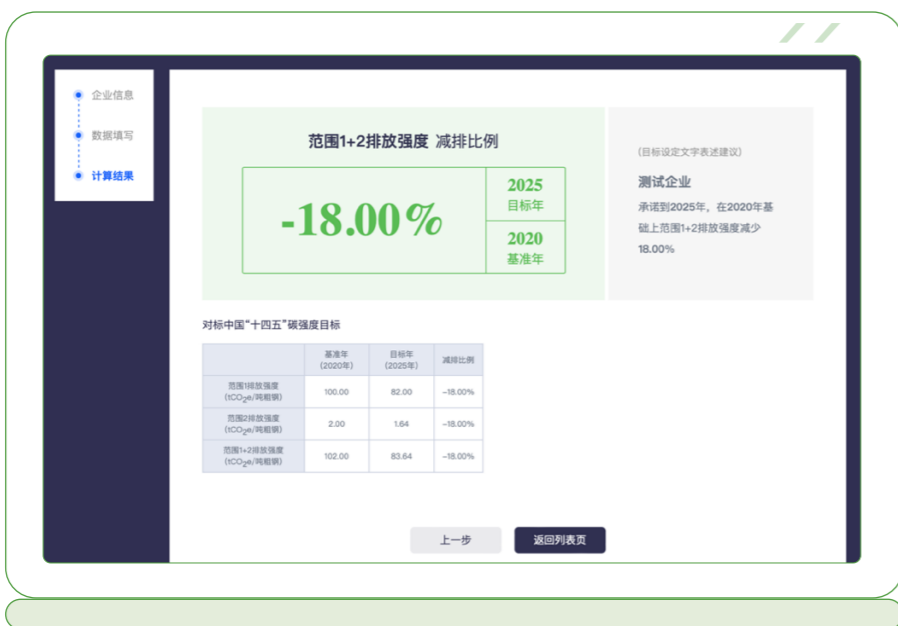 企业信息
数据填写
计算结果
范围1+2排放强度 减排比例
-18.00%
2025
目标年
2020
基准年
(目标设定文字表述建议)
测试企业
承诺到2025年，在2020年基
础上范围1+2排放强度减少
18.00%
对标中国“十四五”碳强度目标
基准年
(2020年)
目标年
(2025年)
减排比例
范围1排放强度
(tCO2e/吨粗钢)
100.00
82.00
-18.00%
范围2排放强度
(tCO2e/吨粗钢)
2.00
1.64
-18.00%
范围1+2排放强度
(tCO2e/吨粗钢)
102.00
83.64
-18.00%
上一步
返回列表页